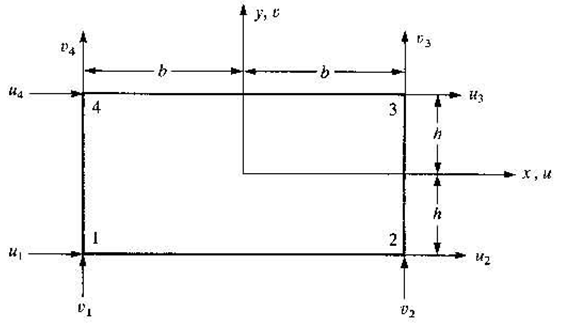 y, v
v₄
v₃
b
b
u₄
4
3
u₃
h
x, u
h
1
2
u₁
u₂
v₁
v₂